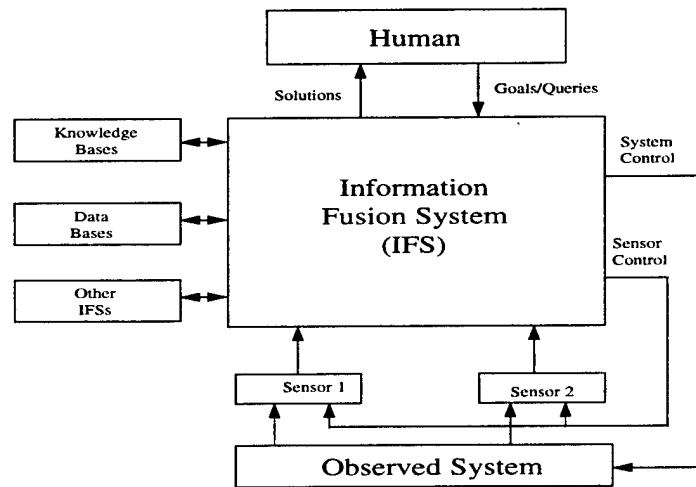 Human
Solutions
Goals/Queries
Knowledge
Bases
System
Control
Information
Fusion System
(IFS)
Data
Bases
Sensor
Control
Other
IFSs
Sensor 1
Sensor 2
Observed System